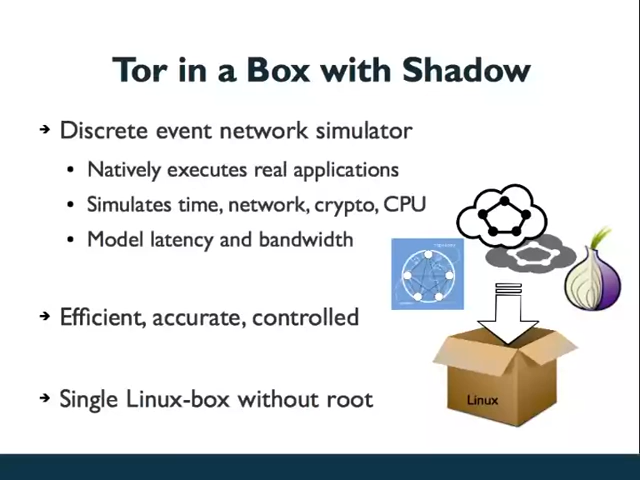 Tor in a Box with Shadow
➔ Discrete event network simulator
• Natively executes real applications
• Simulates time, network, crypto, CPU
• Model latency and bandwidth
➔ Efficient, accurate, controlled
➔ Single Linux-box without root
Linux